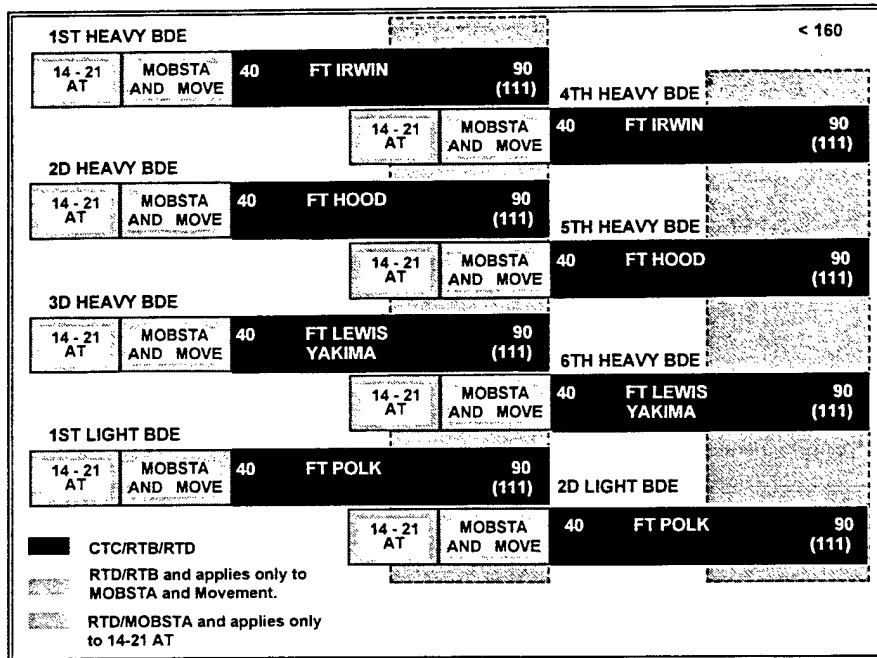 < 160
1ST HEAVY BDE
14 - 21
AT
MOBSTA
AND MOVE
40 FT IRWIN 90
(111)
4TH HEAVY BDE
14 - 21
AT
MOBSTA
AND MOVE
40 FT IRWIN 90
(111)
2D HEAVY BDE
14 - 21
AT
MOBSTA
AND MOVE
40 FT HOOD 90
(111)
5TH HEAVY BDE
14 - 21
AT
MOBSTA
AND MOVE
40 FT HOOD 90
(111)
3D HEAVY BDE
14 - 21
AT
MOBSTA
AND MOVE
40 FT LEWIS 90
YAKIMA (111)
6TH HEAVY BDE
14 - 21
AT
MOBSTA
AND MOVE
40 FT LEWIS 90
YAKIMA (111)
1ST LIGHT BDE
14 - 21
AT
MOBSTA
AND MOVE
40 FT POLK 90
(111)
2D LIGHT BDE
14 - 21
AT
MOBSTA
AND MOVE
40 FT POLK 90
(111)
CTC/RTB/RTD
RTD/RTB and applies only to
MOBSTA and Movement.
RTD/MOBSTA and applies only
to 14-21 AT